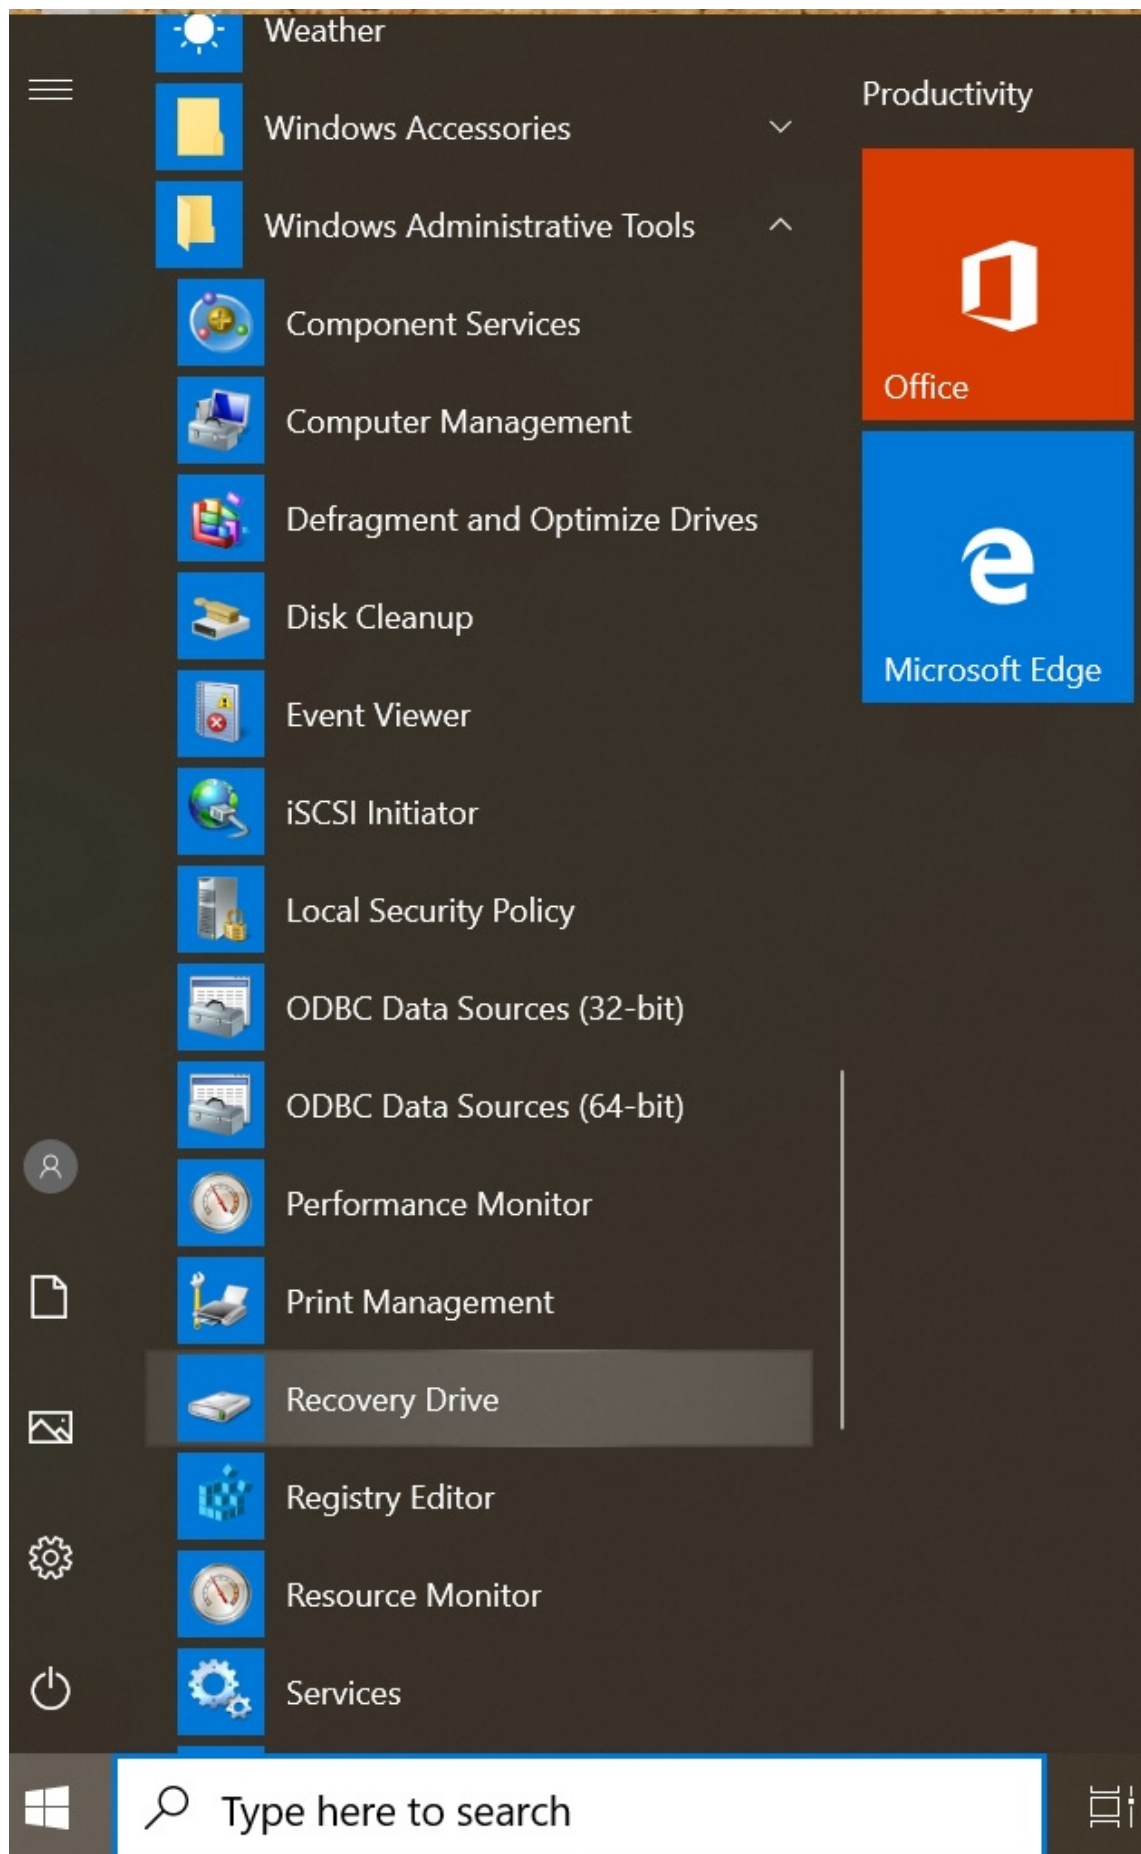 Weather
Windows Accessories
Windows Administrative Tools
Component Services
Computer Management
Defragment and Optimize Drives
Disk Cleanup
Event Viewer
iSCSI Initiator
Local Security Policy
ODBC Data Sources (32-bit)
ODBC Data Sources (64-bit)
Performance Monitor
Print Management
Recovery Drive
Registry Editor
Resource Monitor
Services
Productivity
Office
Microsoft Edge
Type here to search